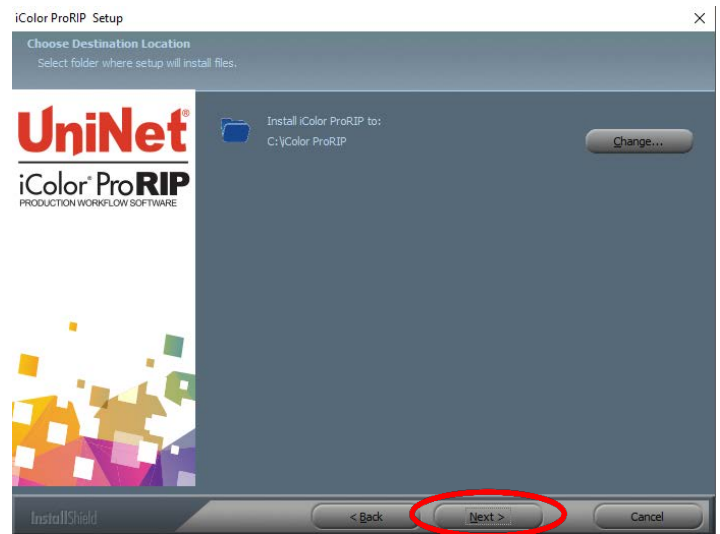 iColor ProRIP Setup
Choose Destination Location
Select folder where setup will install files.
UniNet®
iColor® ProRIP
PRODUCTION WORKFLOW SOFTWARE
Install iColor ProRIP to:
C:\iColor ProRIP
Change...
InstallShield
< Back
Next >
Cancel